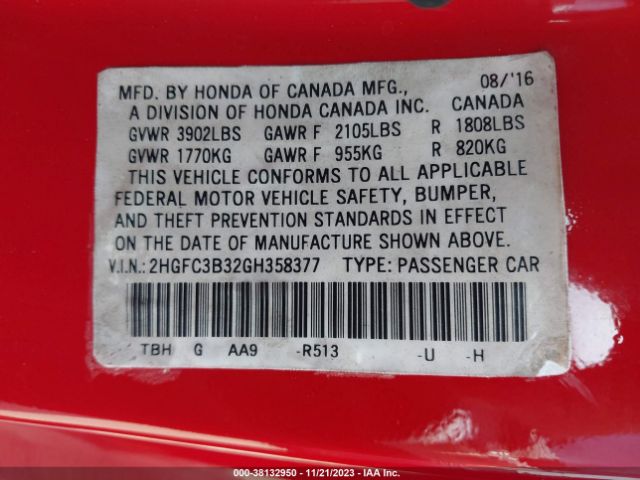 MFD. BY HONDA OF CANADA MFG., 08/'16
A DIVISION OF HONDA CANADA INC. CANADA
GVWR 3902LBS GAWR F 2105LBS R 1808LBS
GVWR 1770KG GAWR F 955KG R 820KG
THIS VEHICLE CONFORMS TO ALL APPLICABLE
FEDERAL MOTOR VEHICLE SAFETY, BUMPER,
AND THEFT PREVENTION STANDARDS IN EFFECT
ON THE DATE OF MANUFACTURE SHOWN ABOVE.
V.I.N.: 2HGFC3B32GH358377 TYPE: PASSENGER CAR
TBH G AA9 -R513 -U -H
000-38132950 - 11/21/2023 - IAA Inc.